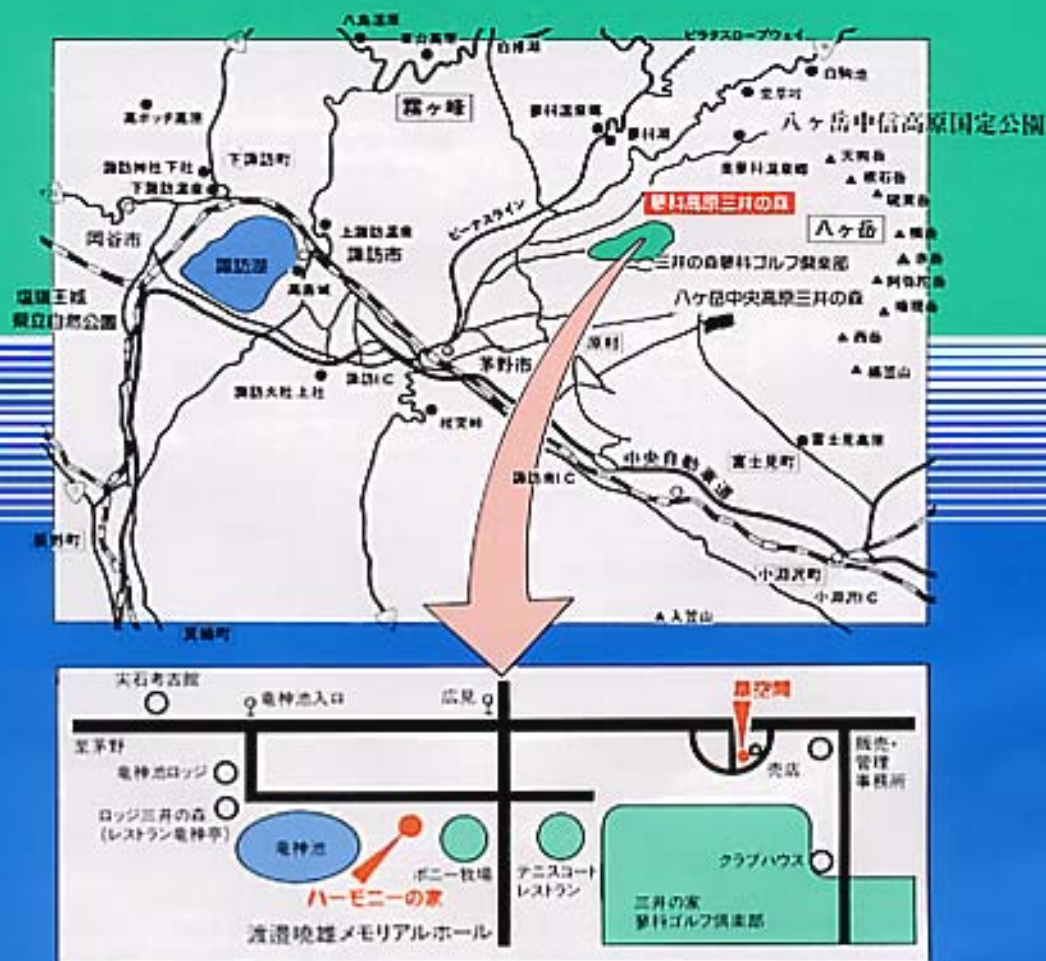 八島湿原
車山高原
白樺湖
ピラタスロープウェイ
白駒池
麦草峠
霧ヶ峰
高ボッチ高原
蓼科温泉郷
蓼科湖
八ヶ岳中信高原国定公園
諏訪神社下社
下諏訪町
下諏訪温泉
奥蓼科温泉郷
天狗岳
根石岳
硫黄岳
蓼科高原三井の森
岡谷市
上諏訪温泉
諏訪市
ビーナスライン
八ヶ岳
横岳
赤岳
諏訪湖
高島城
三井の森蓼科ゴルフ倶楽部
阿弥陀岳
塩嶺王城
県立自然公園
八ヶ岳中央高原三井の森
権現岳
原村
西岳
茅野市
諏訪IC
諏訪大社上社
編笠山
杖突峠
富士見高原
中央自動車道
富士見町
諏訪南IC
辰野町
小淵沢町
小淵沢IC
入笠山
箕輪町
尖石考古館
竜神池入口
広見
草空間
至茅野
竜神池ロッジ
売店
販売・
管理
事務所
ロッジ三井の森
(レストラン竜神亭)
竜神池
ポニー牧場
テニスコート
レストラン
クラブハウス
ハーモニーの家
渡邉暁雄メモリアルホール
三井の家
蓼科ゴルフ倶楽部